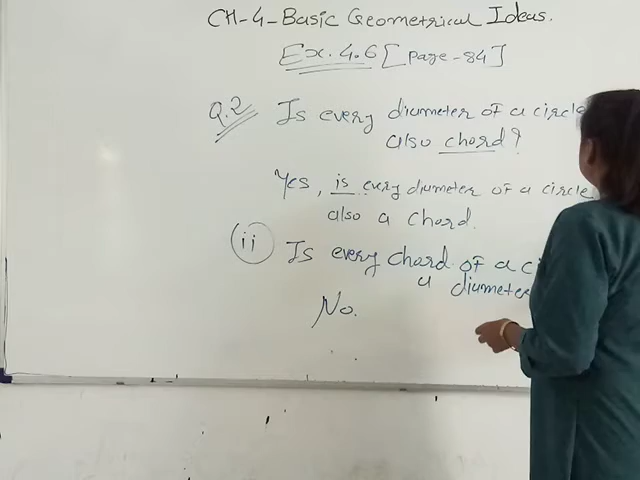 CH-4-Basic Geometrical Ideas.
Ex. 4.6 [page-84]
Q.2 Is every diameter of a circle
also chord?
Yes, is every diameter of a circle
also a chord.
(ii) Is every chord of a ci
a diameter
No.